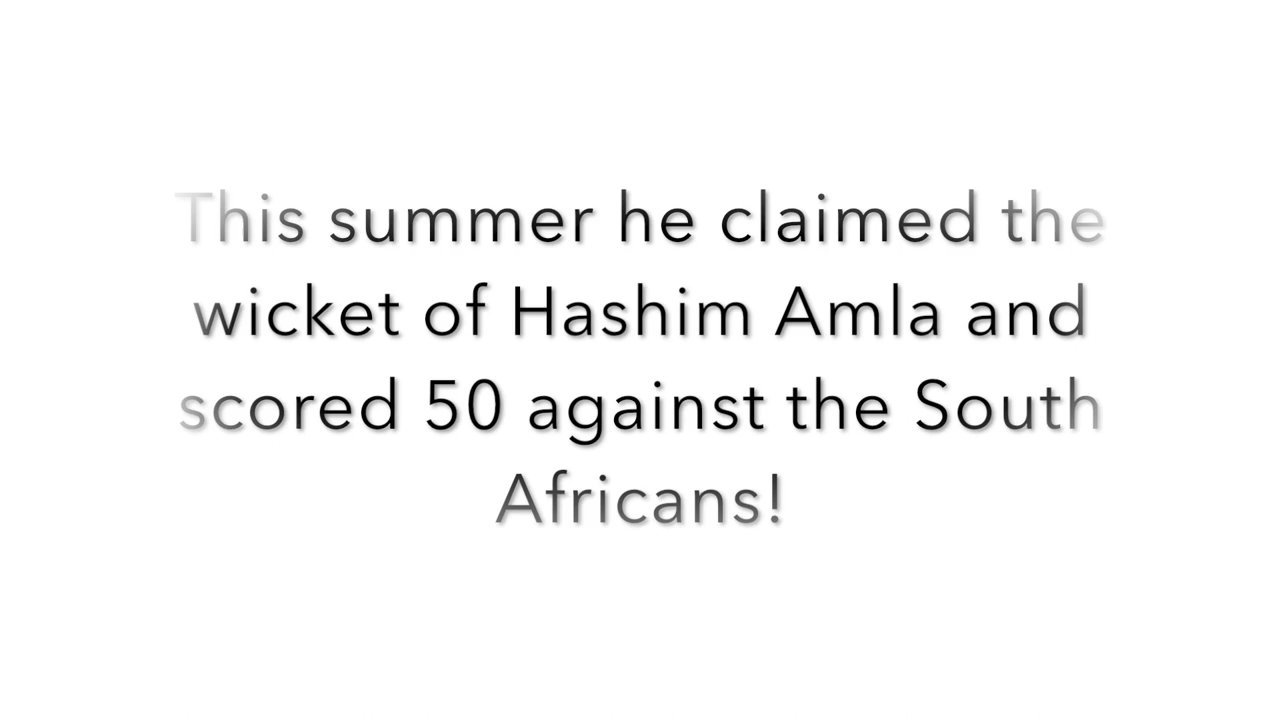 This summer he claimed the
wicket of Hashim Amla and
scored 50 against the South
Africans!